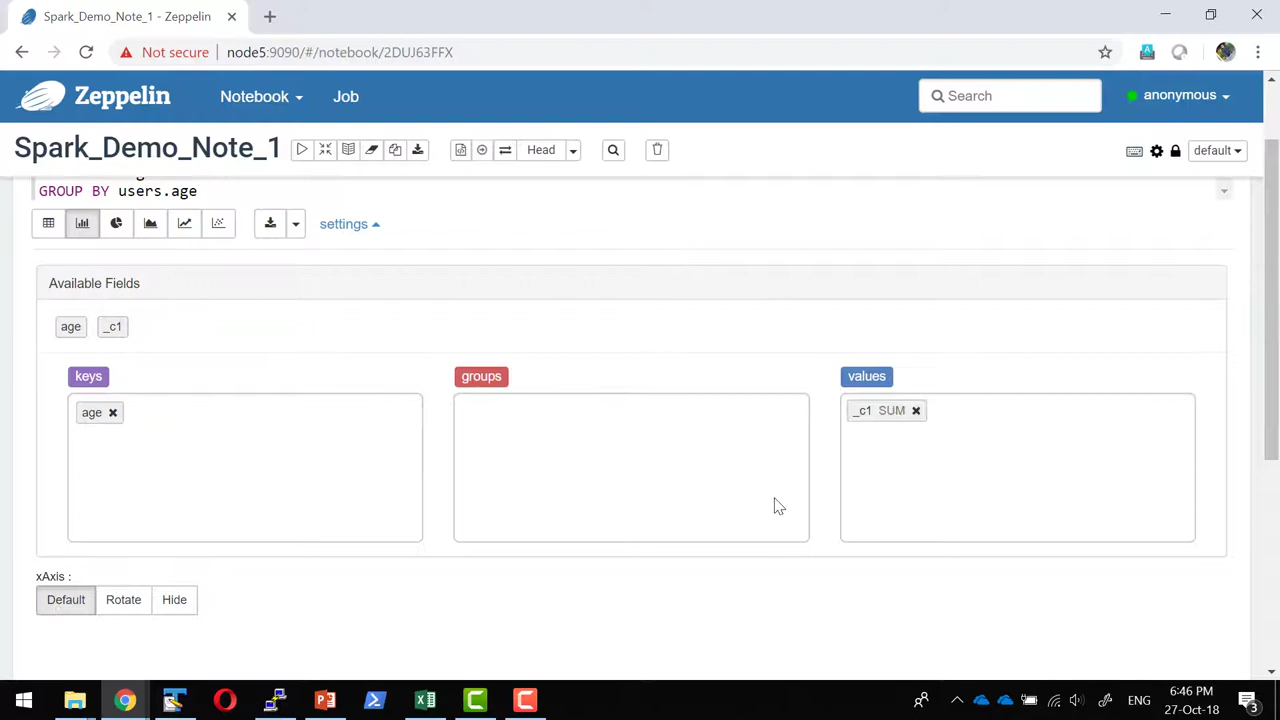 Spark_Demo_Note_1 - Zeppelin
Not secure | node5:9090/#/notebook/2DUJ63FFX
Zeppelin Notebook Job Search anonymous
Spark_Demo_Note_1 Head default
GROUP BY users.age
settings
Available Fields
age _c1
keys groups values
age _c1 SUM
xAxis :
Default Rotate Hide
ENG 6:46 PM
27-Oct-18 3